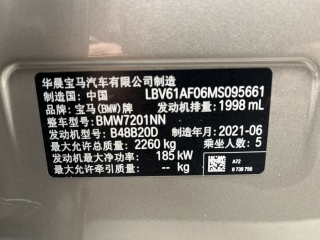 华晨宝马汽车有限公司制造
制造国：中国 LBV61AF06MS095661
品牌：宝马(BMW)牌 发动机排量：1998 mL
整车型号：BMW7201NN
发动机型号：B48B20D 制造年月：2021-06
最大允许总质量：2260 kg 乘坐人数：5
发动机最大净功率：185 kW A72
最大允许牵引质量：-- kg 8 738 756